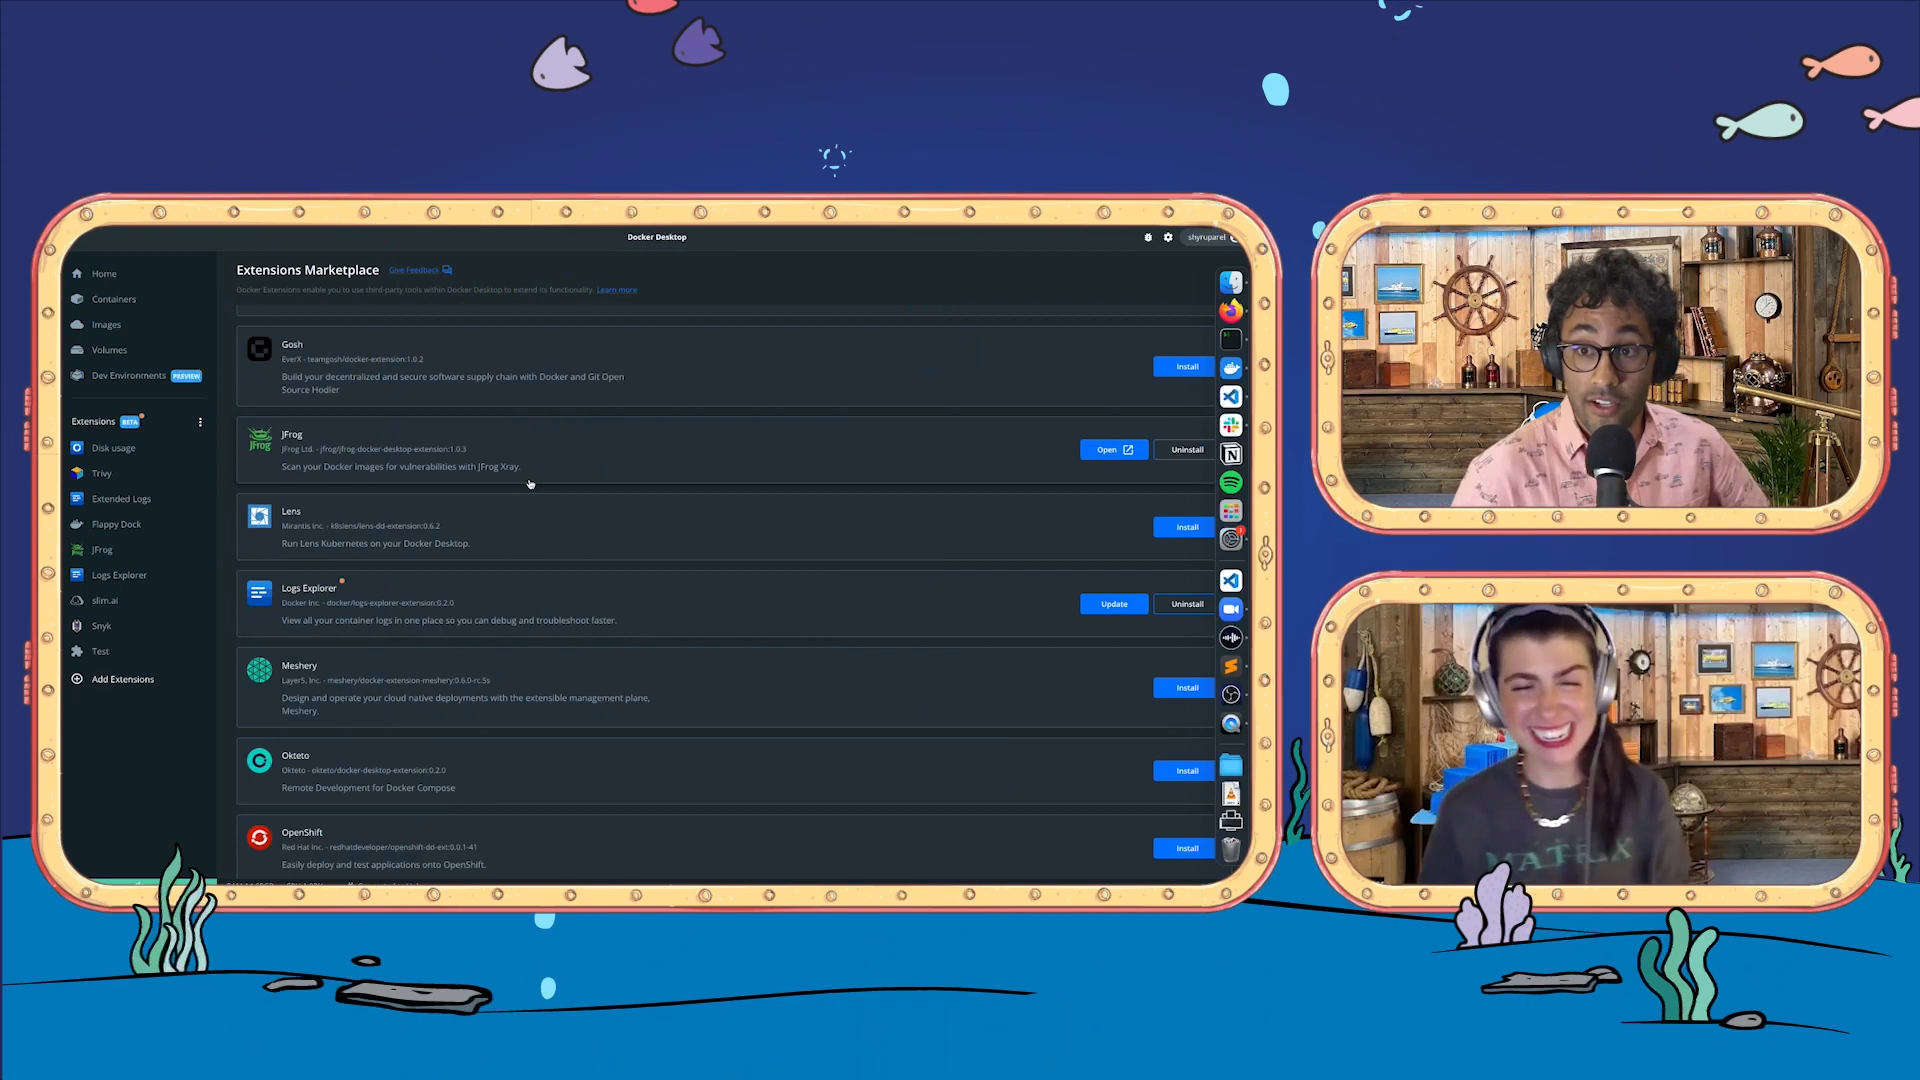 Docker Desktop
shyruparel
Home
Containers
Images
Volumes
Dev Environments PREVIEW
Extensions BETA
Disk usage
Trivy
Extended Logs
Flappy Dock
JFrog
Logs Explorer
slim.ai
Snyk
Test
Add Extensions
Extensions Marketplace Give Feedback
Docker Extensions enable you to use third-party tools within Docker Desktop to extend its functionality. Learn more
Gosh
EverX - teamgosh/docker-extension:1.0.2
Build your decentralized and secure software supply chain with Docker and Git Open
Source Hodler
Install
JFrog
JFrog
JFrog Ltd. - jfrog/jfrog-docker-desktop-extension:1.0.3
Scan your Docker images for vulnerabilities with JFrog Xray.
Open
Uninstall
Lens
Mirantis Inc. - k8slens/lens-dd-extension:0.6.2
Run Lens Kubernetes on your Docker Desktop.
Install
Logs Explorer
Docker Inc. - docker/logs-explorer-extension:0.2.0
View all your container logs in one place so you can debug and troubleshoot faster.
Update
Uninstall
Meshery
Layer5, Inc. - meshery/docker-extension-meshery:0.6.0-rc.5s
Design and operate your cloud native deployments with the extensible management plane,
Meshery.
Install
Okteto
Okteto - okteto/docker-desktop-extension:0.2.0
Remote Development for Docker Compose
Install
OpenShift
Red Hat Inc. - redhatdeveloper/openshift-dd-ext:0.0.1-41
Easily deploy and test applications onto OpenShift.
Install
MATRIX